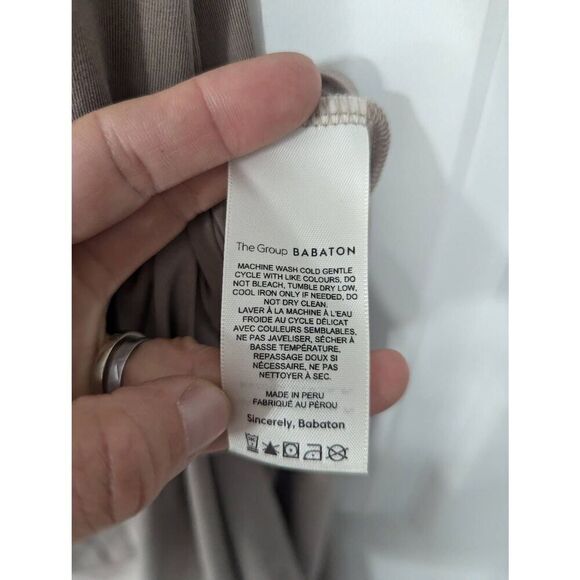 The Group BABATON
MACHINE WASH COLD GENTLE
CYCLE WITH LIKE COLOURS, DO
NOT BLEACH, TUMBLE DRY LOW,
COOL IRON ONLY IF NEEDED, DO
NOT DRY CLEAN.
LAVER À LA MACHINE À L'EAU
FROIDE AU CYCLE DÉLICAT
AVEC COULEURS SEMBLABLES,
NE PAS JAVELISER, SÉCHER À
BASSE TEMPÉRATURE,
REPASSAGE DOUX SI
NÉCESSAIRE, NE PAS
NETTOYER À SEC.
MADE IN PERU
FABRIQUÉ AU PÉROU
Sincerely, Babaton